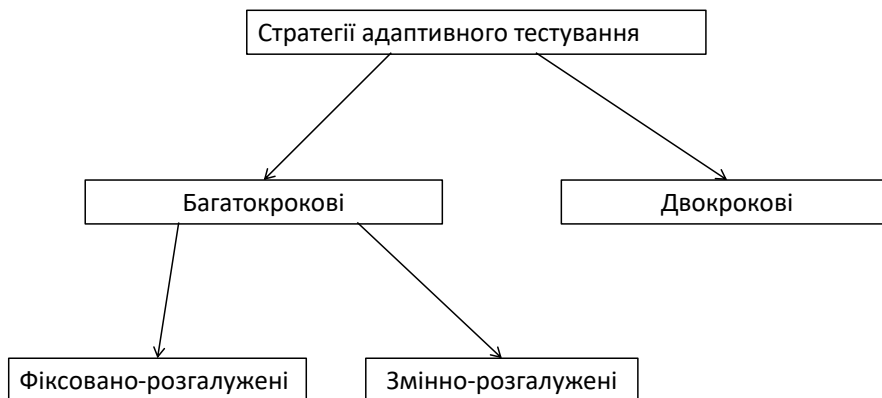 Стратегії адаптивного тестування
Багатокрокові
Двокрокові
Фіксовано-розгалужені
Змінно-розгалужені